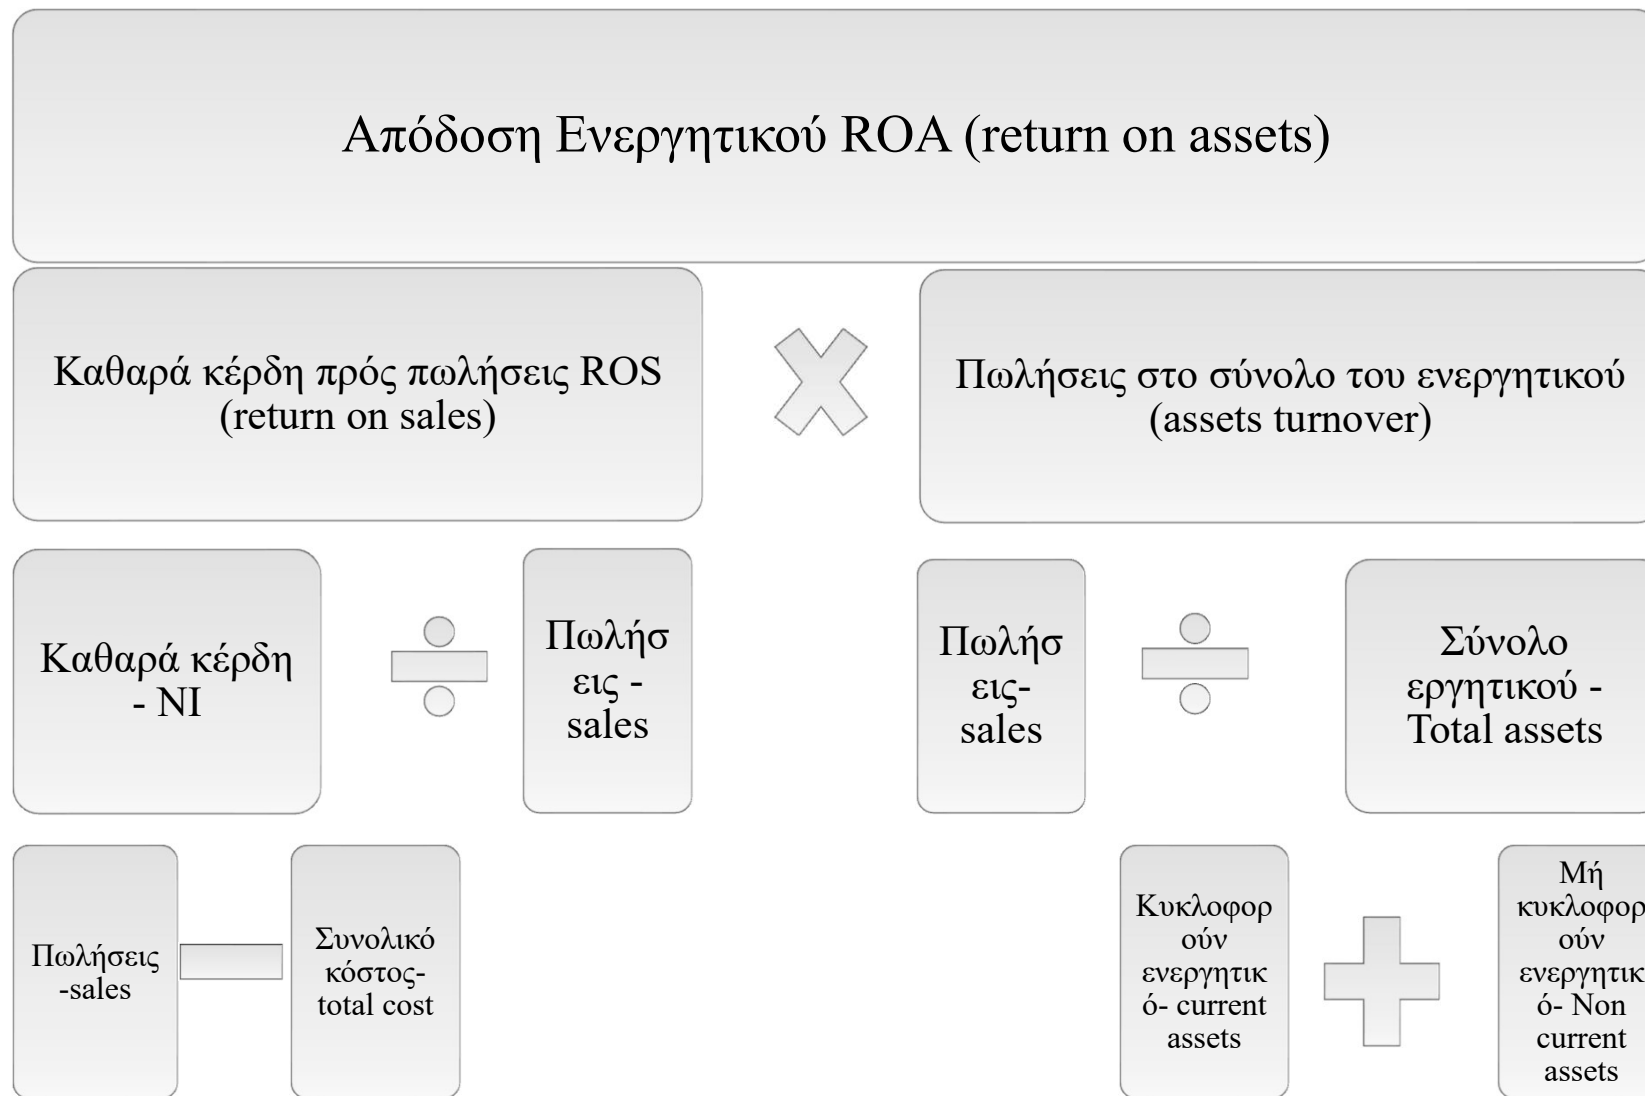 Απόδοση Ενεργητικού ROA (return on assets)
Καθαρά κέρδη πρός πωλήσεις ROS
(return on sales)
Πωλήσεις στο σύνολο του ενεργητικού
(assets turnover)
Καθαρά κέρδη
- NI
Πωλήσ
εις -
sales
Πωλήσ
εις-
sales
Σύνολο
εργητικού -
Total assets
Πωλήσεις
-sales
Συνολικό
κόστος-
total cost
Κυκλοφορ
ούν
ενεργητικ
ό- current
assets
Μή
κυκλοφορ
ούν
ενεργητικ
ό- Non
current
assets